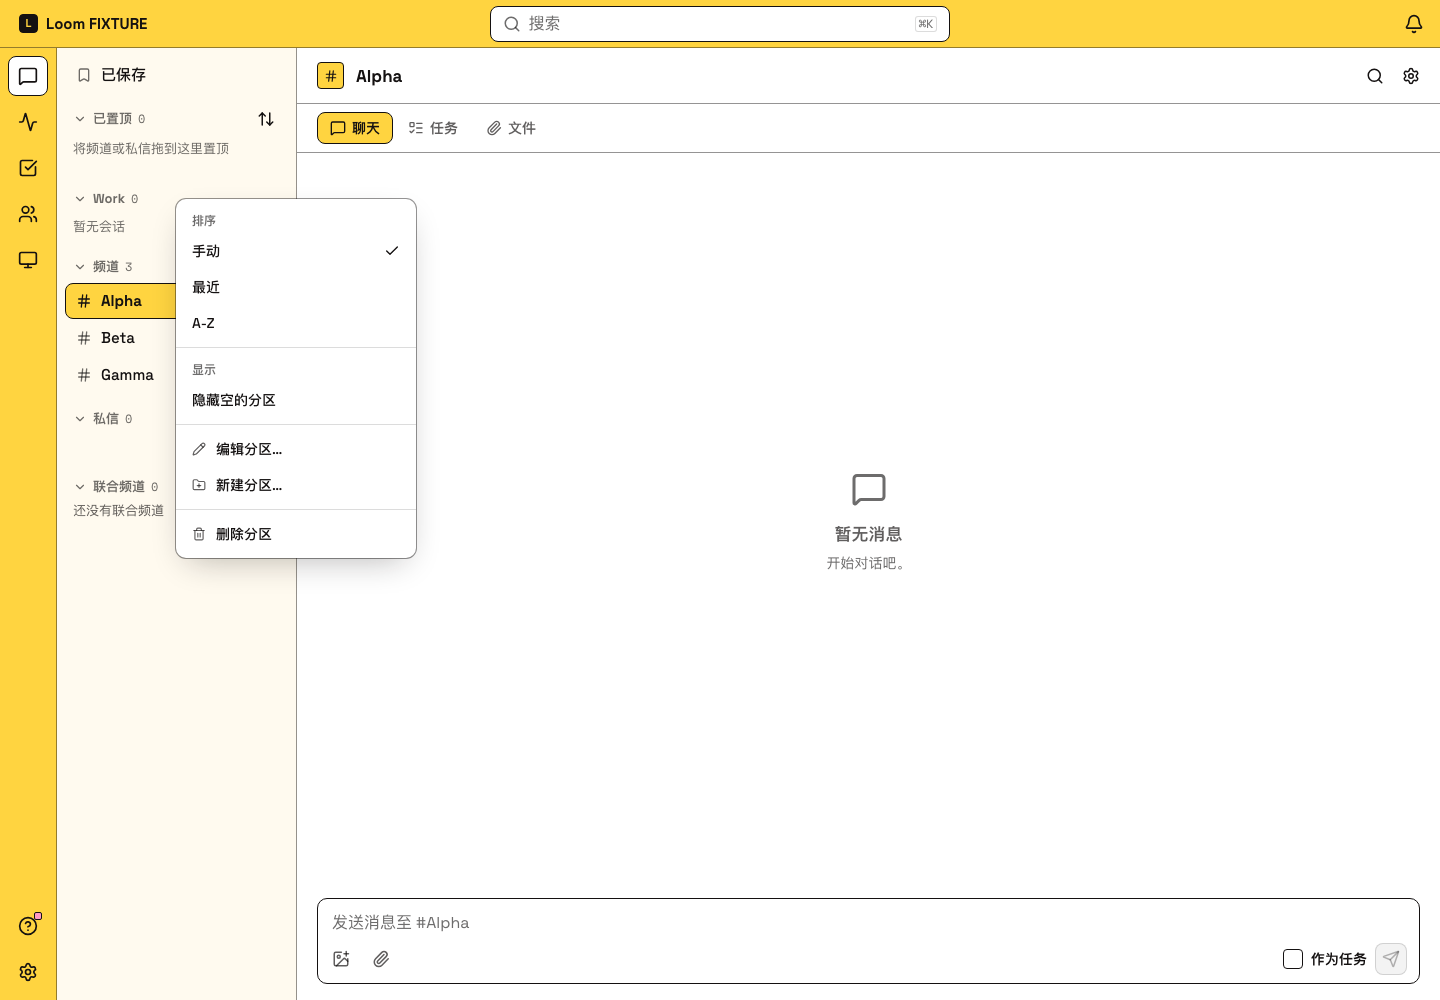 L Loom FIXTURE
搜索 ⌘K
已保存
已置顶 0
将频道或私信拖到这里置顶
Work 0
暂无会话
频道 3
Alpha
Beta
Gamma
私信 0
联合频道 0
还没有联合频道
排序
手动
最近
A-Z
显示
隐藏空的分区
编辑分区...
新建分区...
删除分区
# Alpha
聊天 任务 文件
暂无消息
开始对话吧。
发送消息至 #Alpha
作为任务